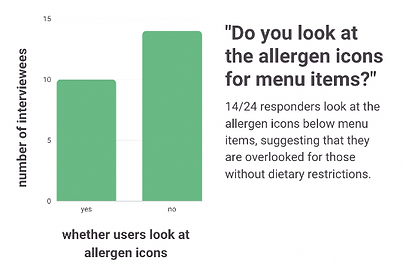 15
10
5
0
number of interviewees
yes no
whether users look at
allergen icons
"Do you look at
the allergen icons
for menu items?"
14/24 responders look at the
allergen icons below menu
items, suggesting that they
are overlooked for those
without dietary restrictions.